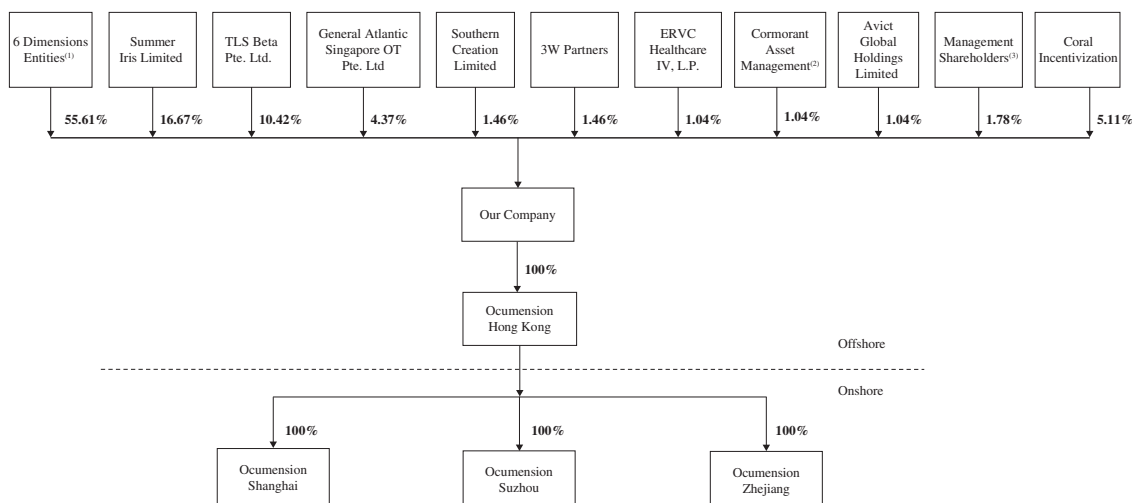 6 Dimensions
Entities(1)
Summer
Iris Limited
TLS Beta
Pte. Ltd.
General Atlantic
Singapore OT
Pte. Ltd
Southern
Creation
Limited
3W Partners
ERVC
Healthcare
IV, L.P.
Cormorant
Asset
Management(2)
Avict
Global
Holdings
Limited
Management
Shareholders(3)
Coral
Incentivization
55.61%
16.67%
10.42%
4.37%
1.46%
1.46%
1.04%
1.04%
1.04%
1.78%
5.11%
Our Company
100%
Ocumension
Hong Kong
Offshore
Onshore
100%
100%
100%
Ocumension
Shanghai
Ocumension
Suzhou
Ocumension
Zhejiang